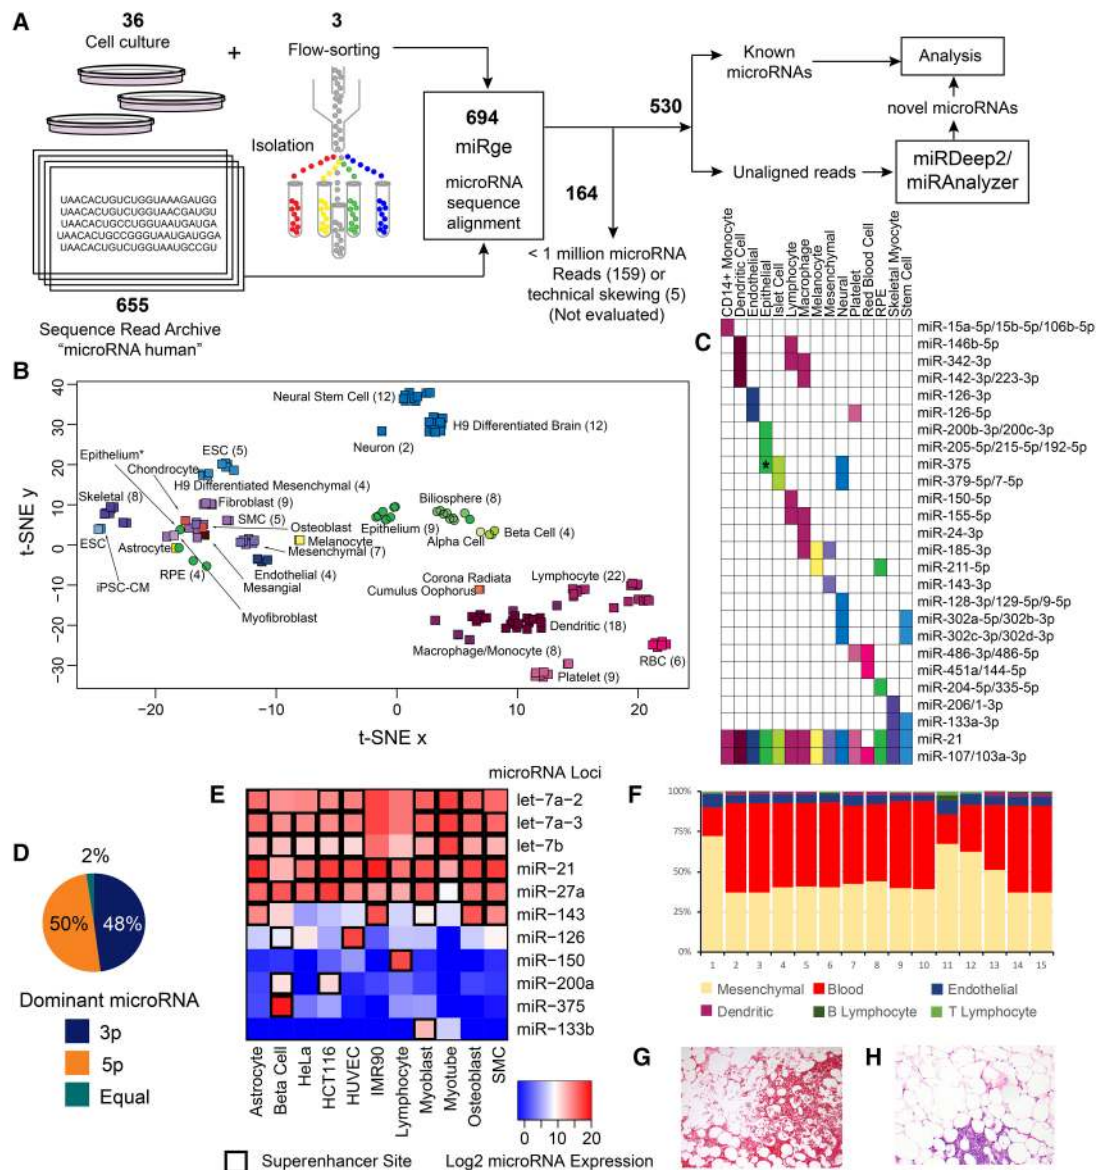 A
36
Cell culture
+
3
Flow-sorting
Isolation
UAACACUGUCUGGUAAAGAUGG
UAACACUGUCUGGUAACGAUGU
UAACACUGCCUGGUAAUGAUGA
UAACACUGCCGGGUAAUGAUGGA
UAACACUGUCUGGUAAUGCCGU
655
Sequence Read Archive
“microRNA human”
694
miRge
microRNA
sequence
alignment
164
< 1 million microRNA
Reads (159) or
technical skewing (5)
(Not evaluated)
530
Known
microRNAs
Analysis
novel microRNAs
Unaligned reads
miRDeep2/
miRAnalyzer
B
t-SNE y
40
30
20
10
0
−10
−20
−30
−20
−10
0
10
20
t-SNE x
Neural Stem Cell (12)
H9 Differentiated Brain (12)
Neuron (2)
ESC (5)
Epithelium*
Chondrocyte
H9 Differentiated Mesenchymal (4)
Skeletal (8)
Fibroblast (9)
SMC (5)
Osteoblast
Melanocyte
Mesenchymal (7)
ESC
Astrocyte
iPSC-CM
RPE (4)
Endothelial (4)
Mesangial
Myofibroblast
Biliosphere (8)
Epithelium (9)
Beta Cell (4)
Alpha Cell
Corona Radiata
Cumulus Oophorus
Lymphocyte (22)
Dendritic (18)
Macrophage/Monocyte (8)
RBC (6)
Platelet (9)
C
CD14+ Monocyte
Dendritic Cell
Endothelial
Epithelial
Islet Cell
Lymphocyte
Macrophage
Melanocyte
Mesenchymal
Neural
Platelet
Red Blood Cell
RPE
Skeletal Myocyte
Stem Cell
miR-15a-5p/15b-5p/106b-5p
miR-146b-5p
miR-342-3p
miR-142-3p/223-3p
miR-126-3p
miR-126-5p
miR-200b-3p/200c-3p
miR-205-5p/215-5p/192-5p
*
miR-375
miR-379-5p/7-5p
miR-150-5p
miR-155-5p
miR-24-3p
miR-185-3p
miR-211-5p
miR-143-3p
miR-128-3p/129-5p/9-5p
miR-302a-5p/302b-3p
miR-302c-3p/302d-3p
miR-486-3p/486-5p
miR-451a/144-5p
miR-204-5p/335-5p
miR-206/1-3p
miR-133a-3p
miR-21
miR-107/103a-3p
D
2%
50%
48%
Dominant microRNA
3p
5p
Equal
E
microRNA Loci
let−7a−2
let−7a−3
let−7b
miR−21
miR−27a
miR−143
miR−126
miR−150
miR−200a
miR−375
miR−133b
Astrocyte
Beta Cell
HeLa
HCT116
HUVEC
IMR90
Lymphocyte
Myoblast
Myotube
Osteoblast
SMC
0 10 20
Superenhancer Site
Log2 microRNA Expression
F
100%
75%
50%
25%
0%
1 2 3 4 5 6 7 8 9 10 11 12 13 14 15
Mesenchymal Blood Endothelial
Dendritic B Lymphocyte T Lymphocyte
G
H